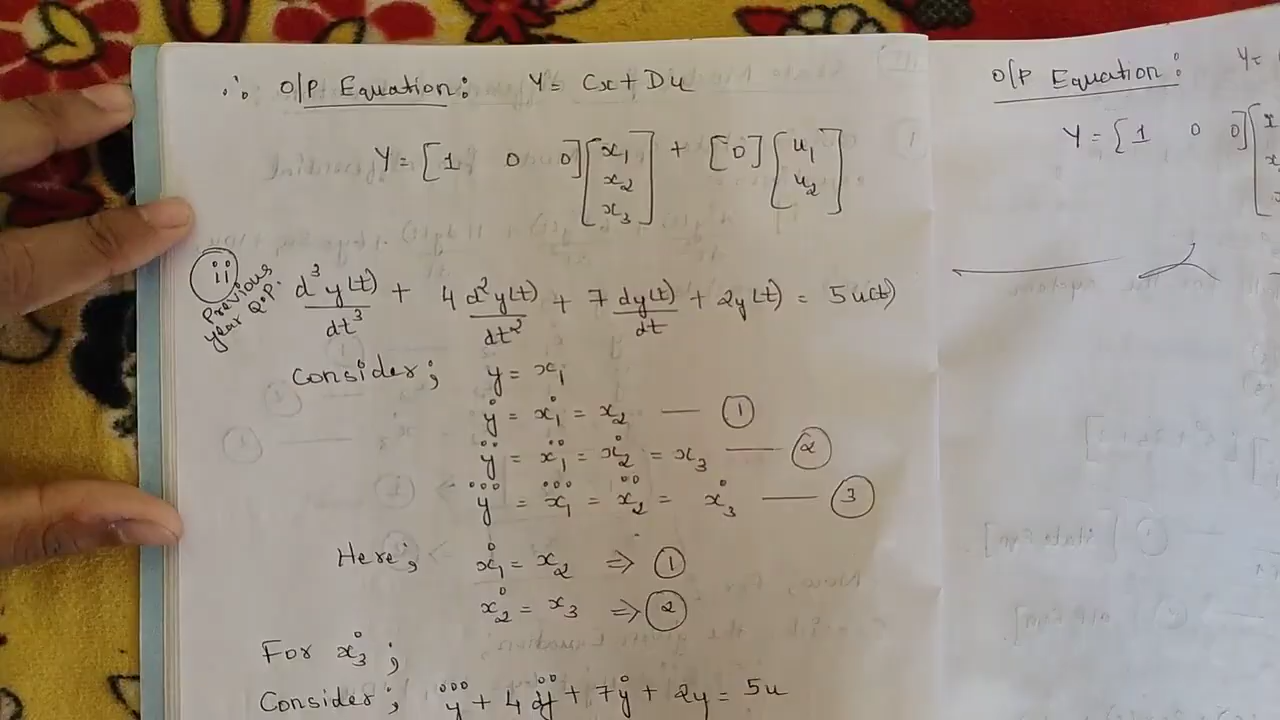 ∴ O/P Equation: Y = Cx + Du
Y = [1 0 0] [x₁ x₂ x₃] + [0] [u₁ u₂]
ii Previous year Q.P.
d³y(t)/dt³ + 4 d²y(t)/dt² + 7 dy(t)/dt + 2y(t) = 5u(t)
Consider; y = x₁
ẏ = ẋ₁ = x₂ — ①
ÿ = ẍ₁ = ẋ₂ = x₃ — ②
y⃛ = x⃛₁ = ẍ₂ = ẋ₃ — ③
Here; ẋ₁ = x₂ ⇒ ①
ẋ₂ = x₃ ⇒ ②
For ẋ₃;
Consider; y⃛ + 4ÿ + 7ẏ + 2y = 5u
O/P Equation: Y =
Y = [1 0 0] [